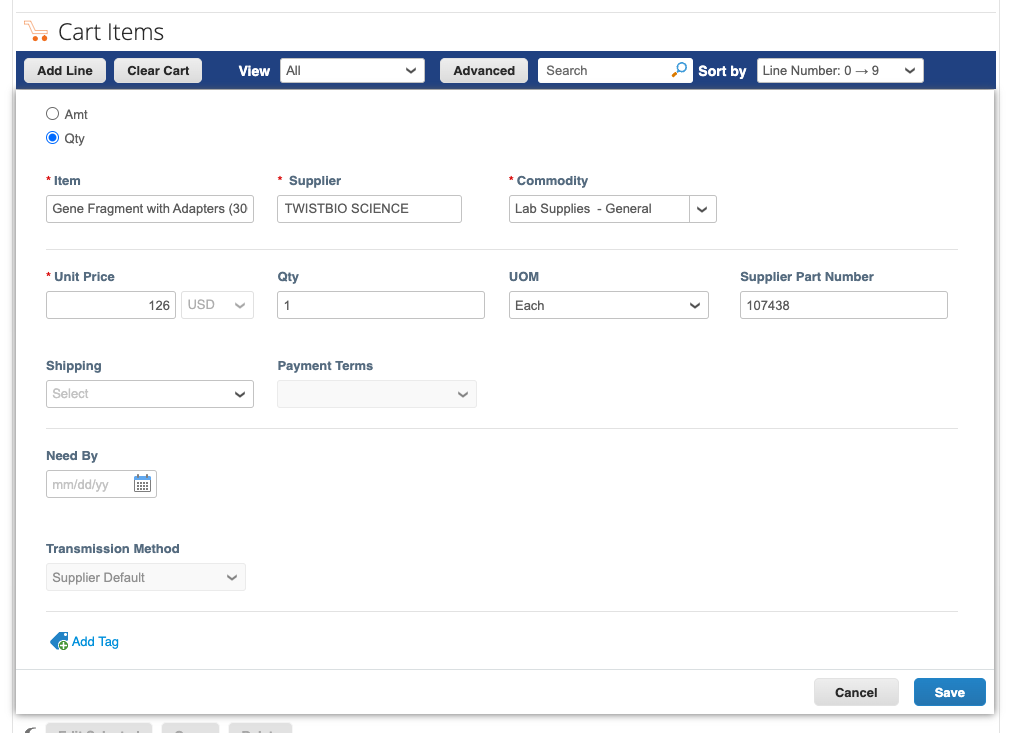 Cart Items
Add Line Clear Cart View All Advanced Search Sort by Line Number: 0 → 9
Amt
Qty
* Item * Supplier * Commodity
Gene Fragment with Adapters (30 TWISTBIO SCIENCE Lab Supplies - General
* Unit Price Qty UOM Supplier Part Number
126 USD 1 Each 107438
Shipping Payment Terms
Select
Need By
mm/dd/yy
Transmission Method
Supplier Default
Add Tag
Cancel Save